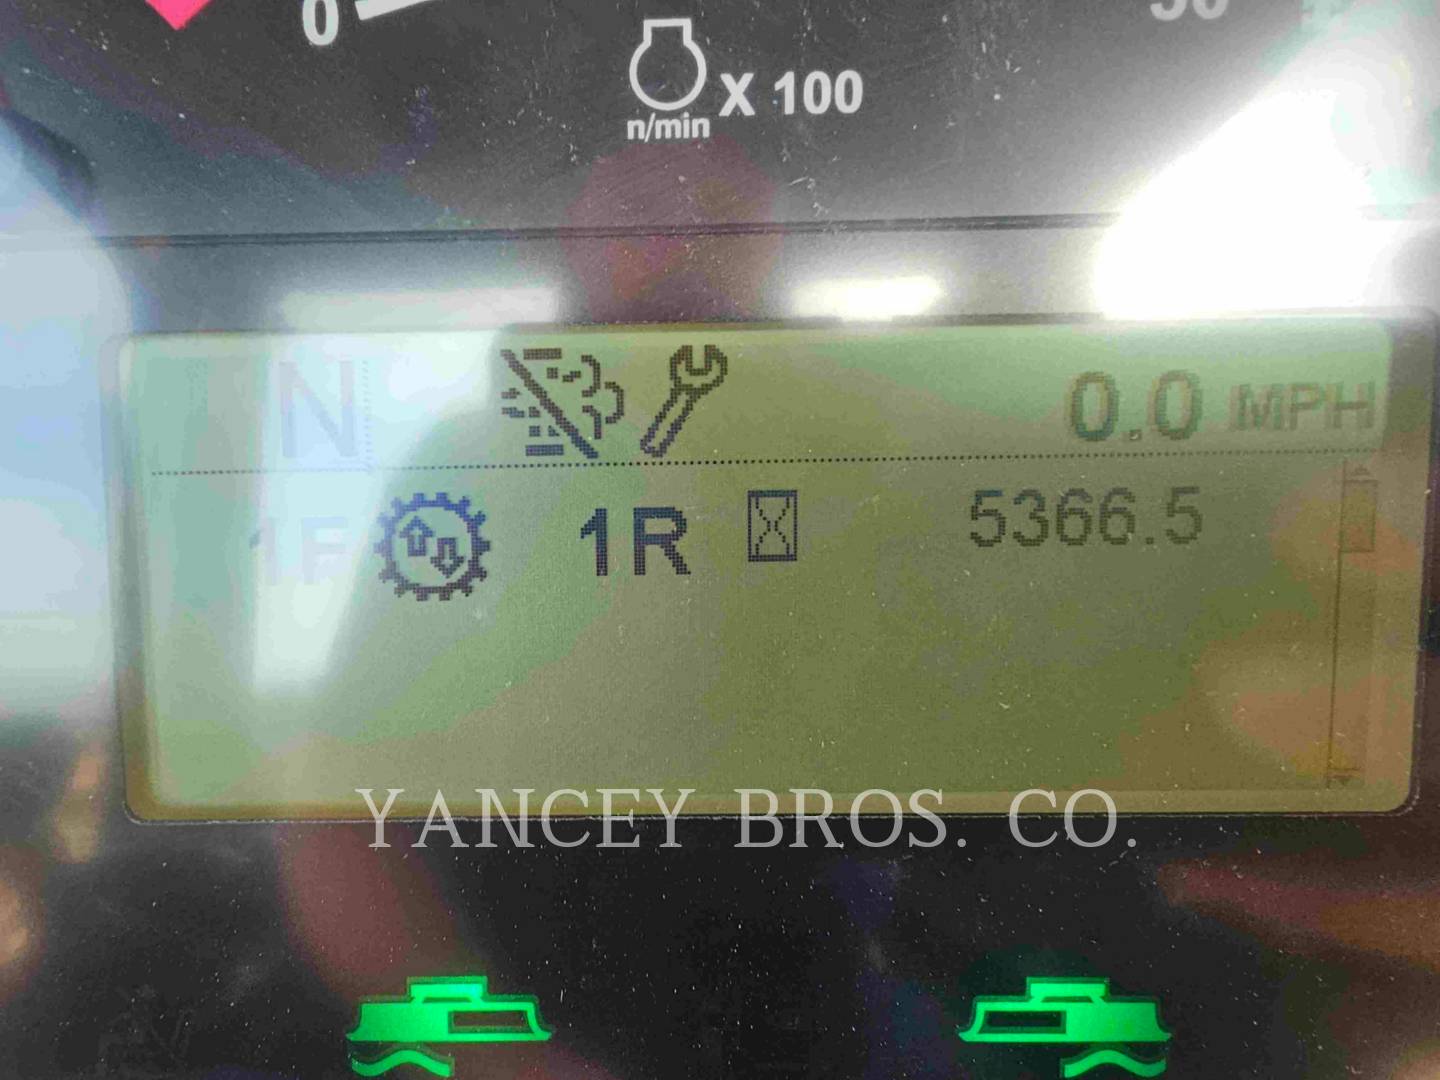 0
n/min X 100
N 0.0 MPH
1F 1R 5366.5
YANCEY BROS. CO.